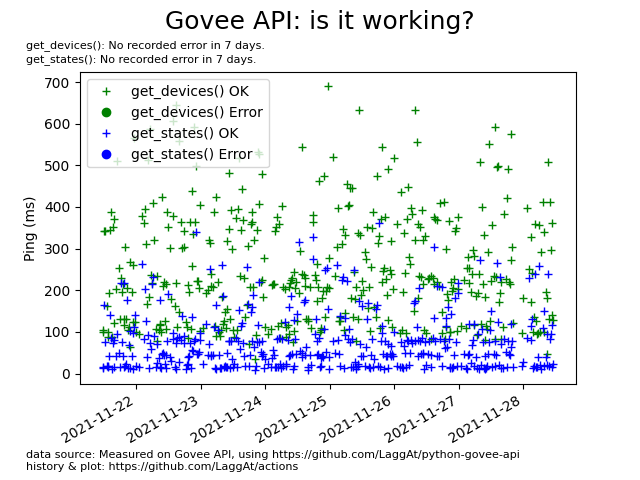 Govee API: is it working?
get_devices(): No recorded error in 7 days.
get_states(): No recorded error in 7 days.
get_devices() OK
get_devices() Error
get_states() OK
get_states() Error
700
600
500
400
300
200
100
0
Ping (ms)
2021-11-22
2021-11-23
2021-11-24
2021-11-25
2021-11-26
2021-11-27
2021-11-28
data source: Measured on Govee API, using https://github.com/LaggAt/python-govee-api
history & plot: https://github.com/LaggAt/actions